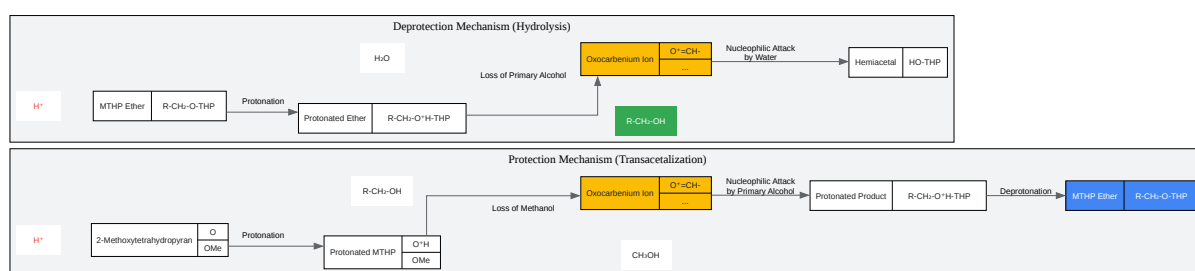 Deprotection Mechanism (Hydrolysis)
H₂O
Oxocarbenium Ion
O⁺=CH-
...
Nucleophilic Attack
by Water
Hemiacetal
HO-THP
Loss of Primary Alcohol
H⁺
MTHP Ether
R-CH₂-O-THP
Protonation
Protonated Ether
R-CH₂-O⁺H-THP
R-CH₂-OH
Protection Mechanism (Transacetalization)
R-CH₂-OH
Oxocarbenium Ion
O⁺=CH-
...
Nucleophilic Attack
by Primary Alcohol
Protonated Product
R-CH₂-O⁺H-THP
Deprotonation
MTHP Ether
R-CH₂-O-THP
Loss of Methanol
H⁺
2-Methoxytetrahydropyran
O
OMe
Protonation
Protonated MTHP
O⁺H
OMe
CH₃OH